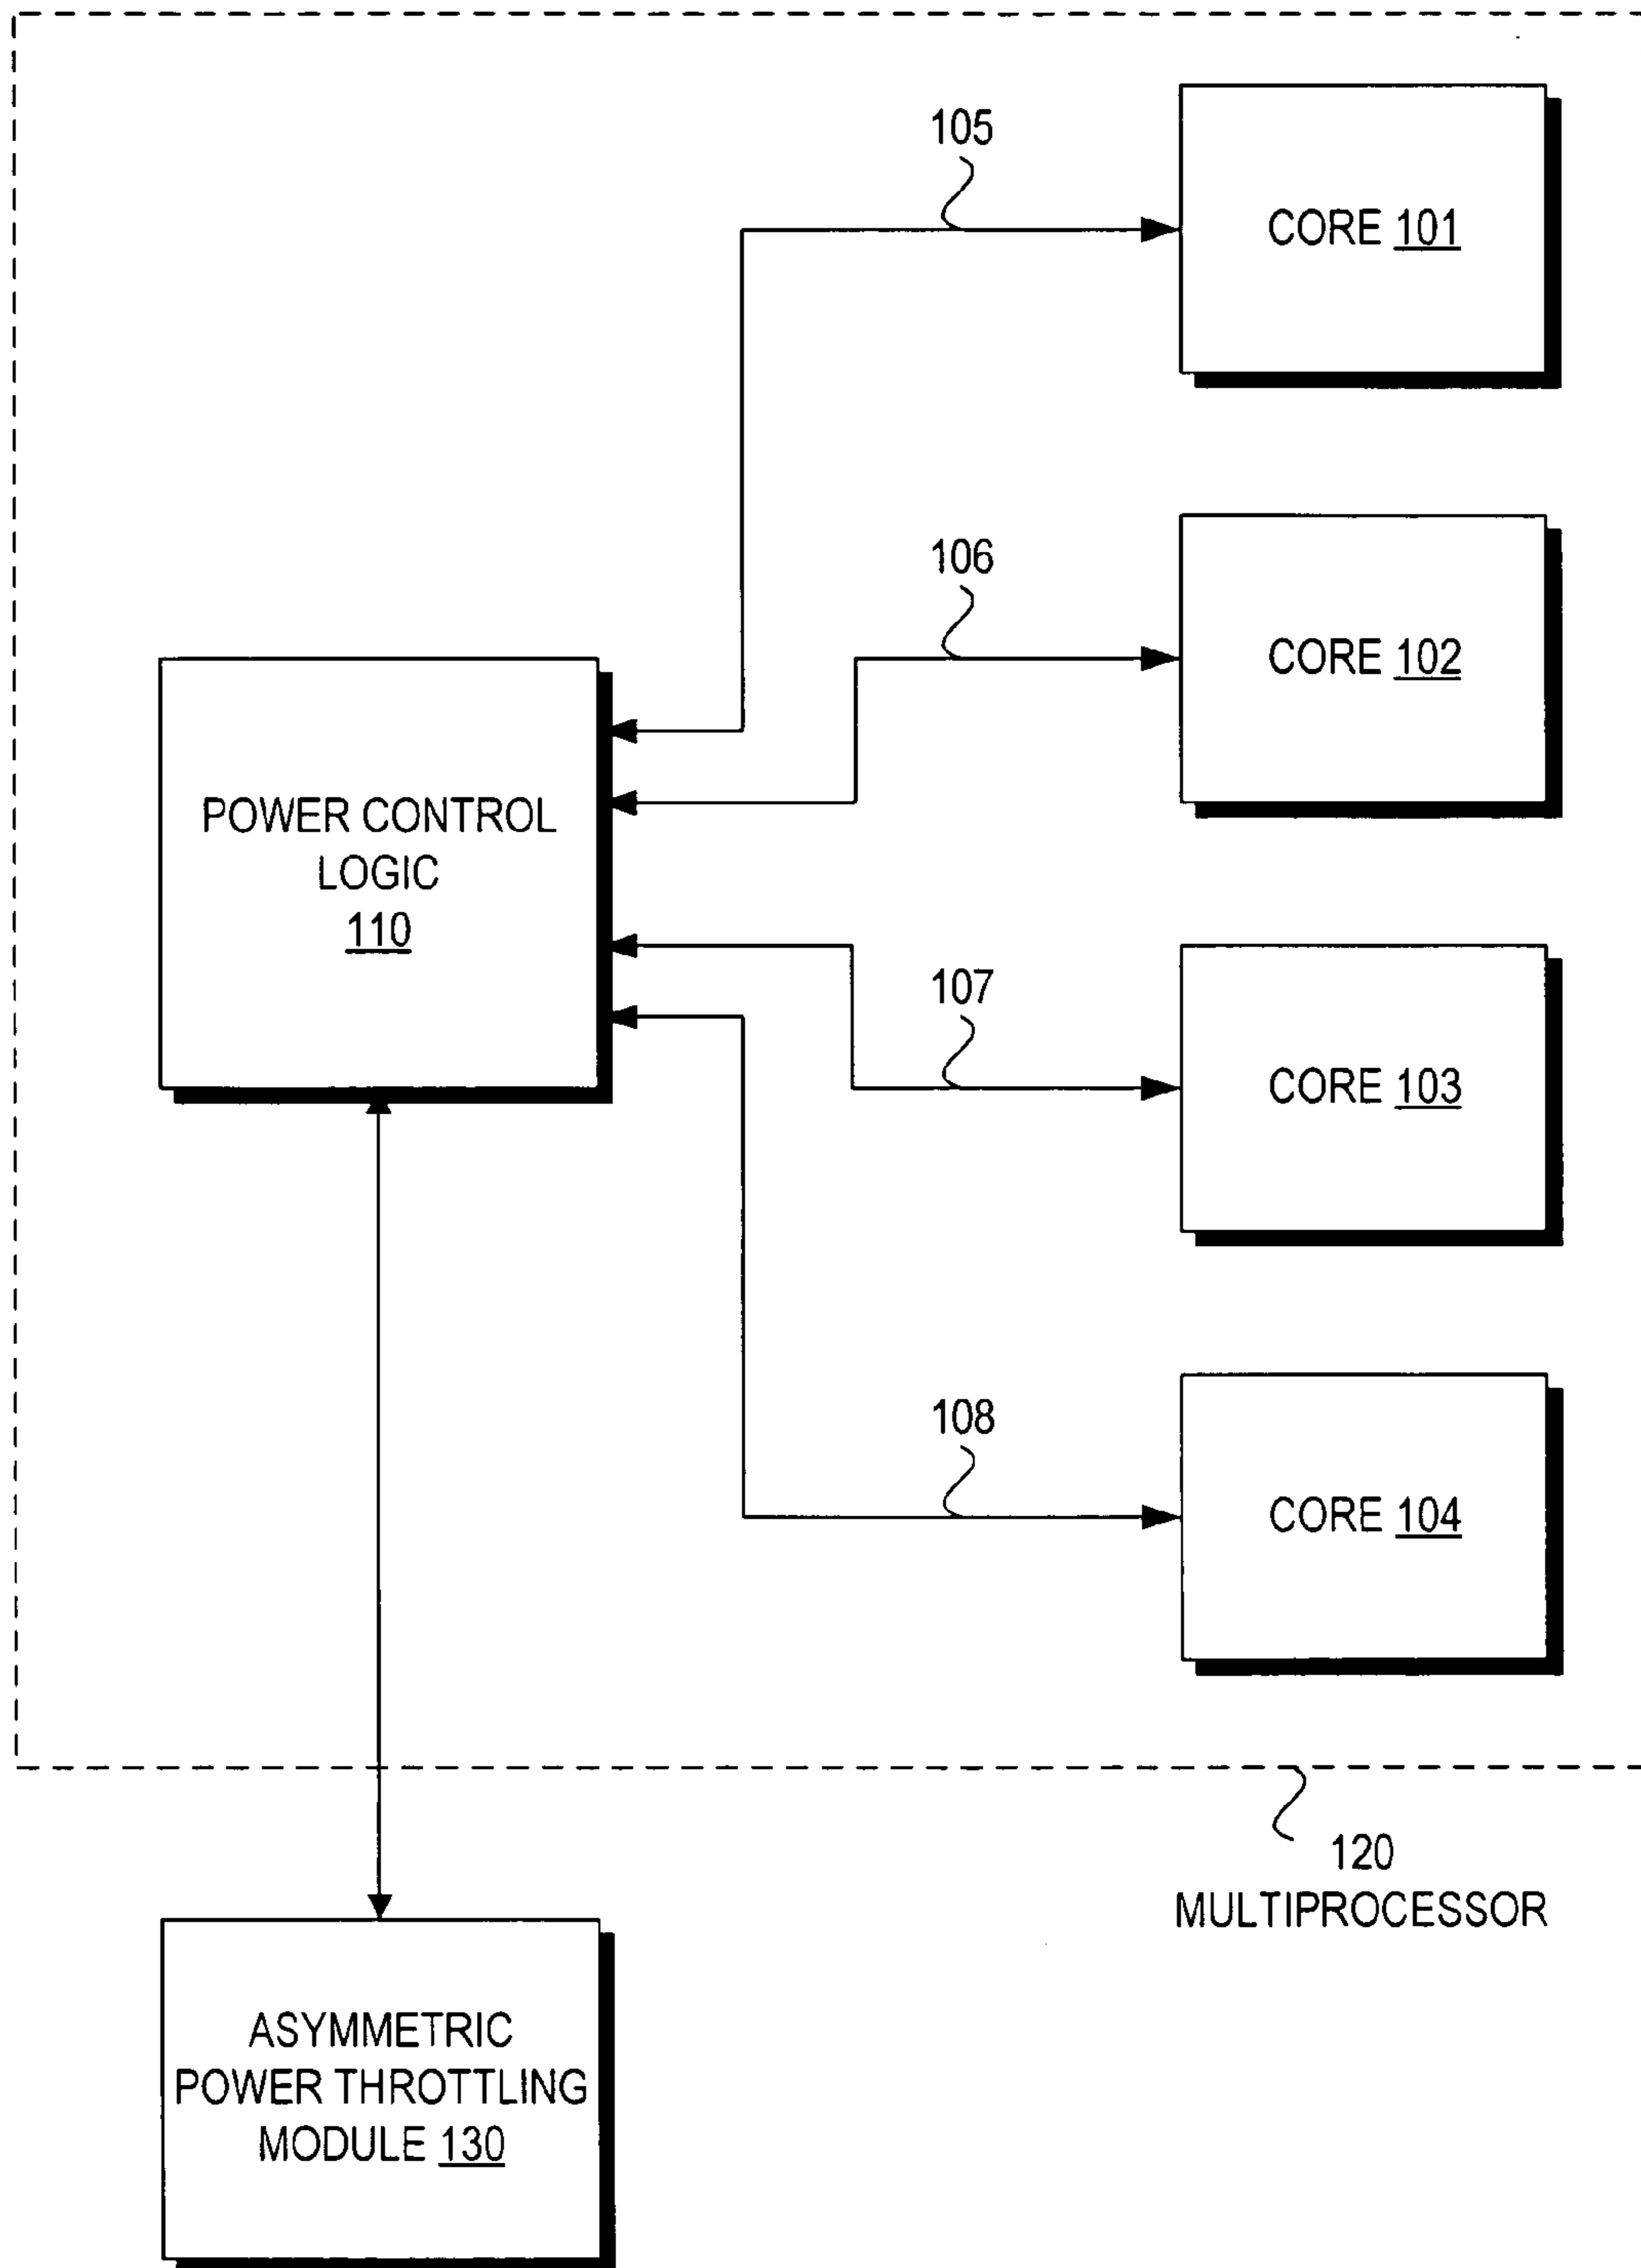 105
CORE 101
106
CORE 102
POWER CONTROL
LOGIC
110
107
CORE 103
108
CORE 104
120
MULTIPROCESSOR
ASYMMETRIC
POWER THROTTLING
MODULE 130